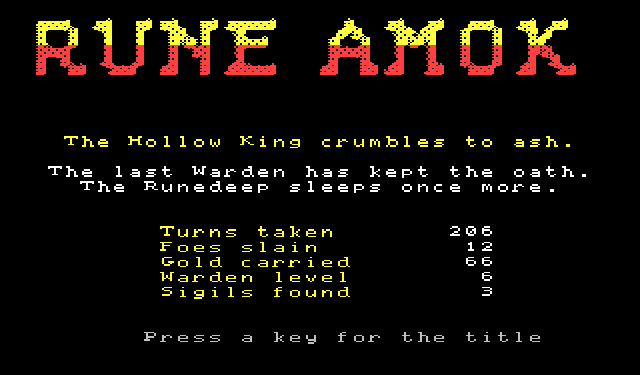 RUNE AMOK
The Hollow King crumbles to ash.
The last Warden has kept the oath.
The Runedeep sleeps once more.
Turns taken 206
Foes slain 12
Gold carried 66
Warden level 6
Sigils found 3
Press a key for the title